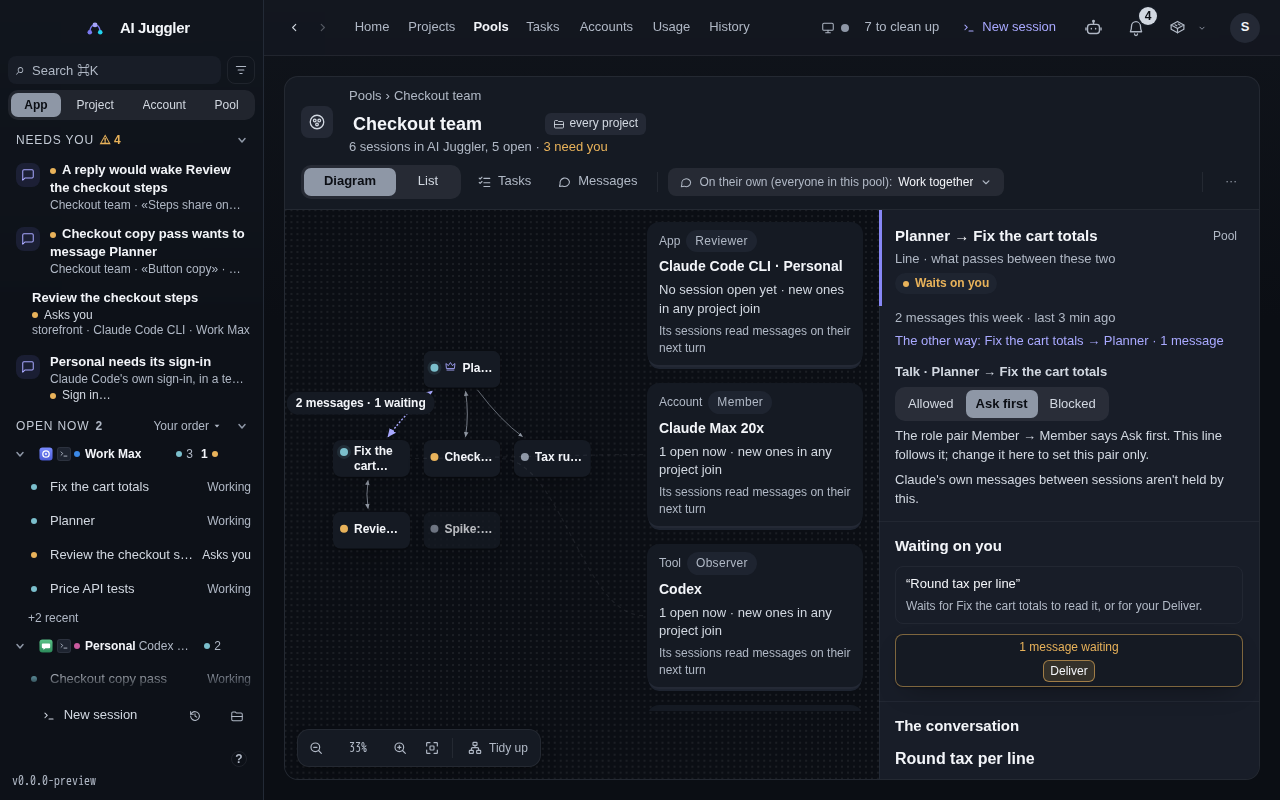 AI Juggler
Search ⌘K
App Project Account Pool
NEEDS YOU 4
A reply would wake Review the checkout steps
Checkout team · «Steps share on…
Checkout copy pass wants to message Planner
Checkout team · «Button copy» · …
Review the checkout steps
Asks you
storefront · Claude Code CLI · Work Max
Personal needs its sign-in
Claude Code's own sign-in, in a te…
Sign in…
OPEN NOW 2 Your order
Work Max 3 1
Fix the cart totals Working
Planner Working
Review the checkout s… Asks you
Price API tests Working
+2 recent
Personal Codex … 2
Checkout copy pass Working
New session
?
v0.0.0-preview
Home Projects Pools Tasks Accounts Usage History
7 to clean up
New session
4
S
Pools › Checkout team
Checkout team every project
6 sessions in AI Juggler, 5 open · 3 need you
Diagram List Tasks Messages
On their own (everyone in this pool): Work together
Pla…
2 messages · 1 waiting
Fix the cart…
Check…
Tax ru…
Revie…
Spike:…
33%
Tidy up
App Reviewer
Claude Code CLI · Personal
No session open yet · new ones
in any project join
Its sessions read messages on their
next turn
Account Member
Claude Max 20x
1 open now · new ones in any
project join
Its sessions read messages on their
next turn
Tool Observer
Codex
1 open now · new ones in any
project join
Its sessions read messages on their
next turn
Planner → Fix the cart totals Pool
Line · what passes between these two
Waits on you
2 messages this week · last 3 min ago
The other way: Fix the cart totals → Planner · 1 message
Talk · Planner → Fix the cart totals
Allowed Ask first Blocked
The role pair Member → Member says Ask first. This line
follows it; change it here to set this pair only.
Claude's own messages between sessions aren't held by
this.
Waiting on you
“Round tax per line”
Waits for Fix the cart totals to read it, or for your Deliver.
1 message waiting
Deliver
The conversation
Round tax per line